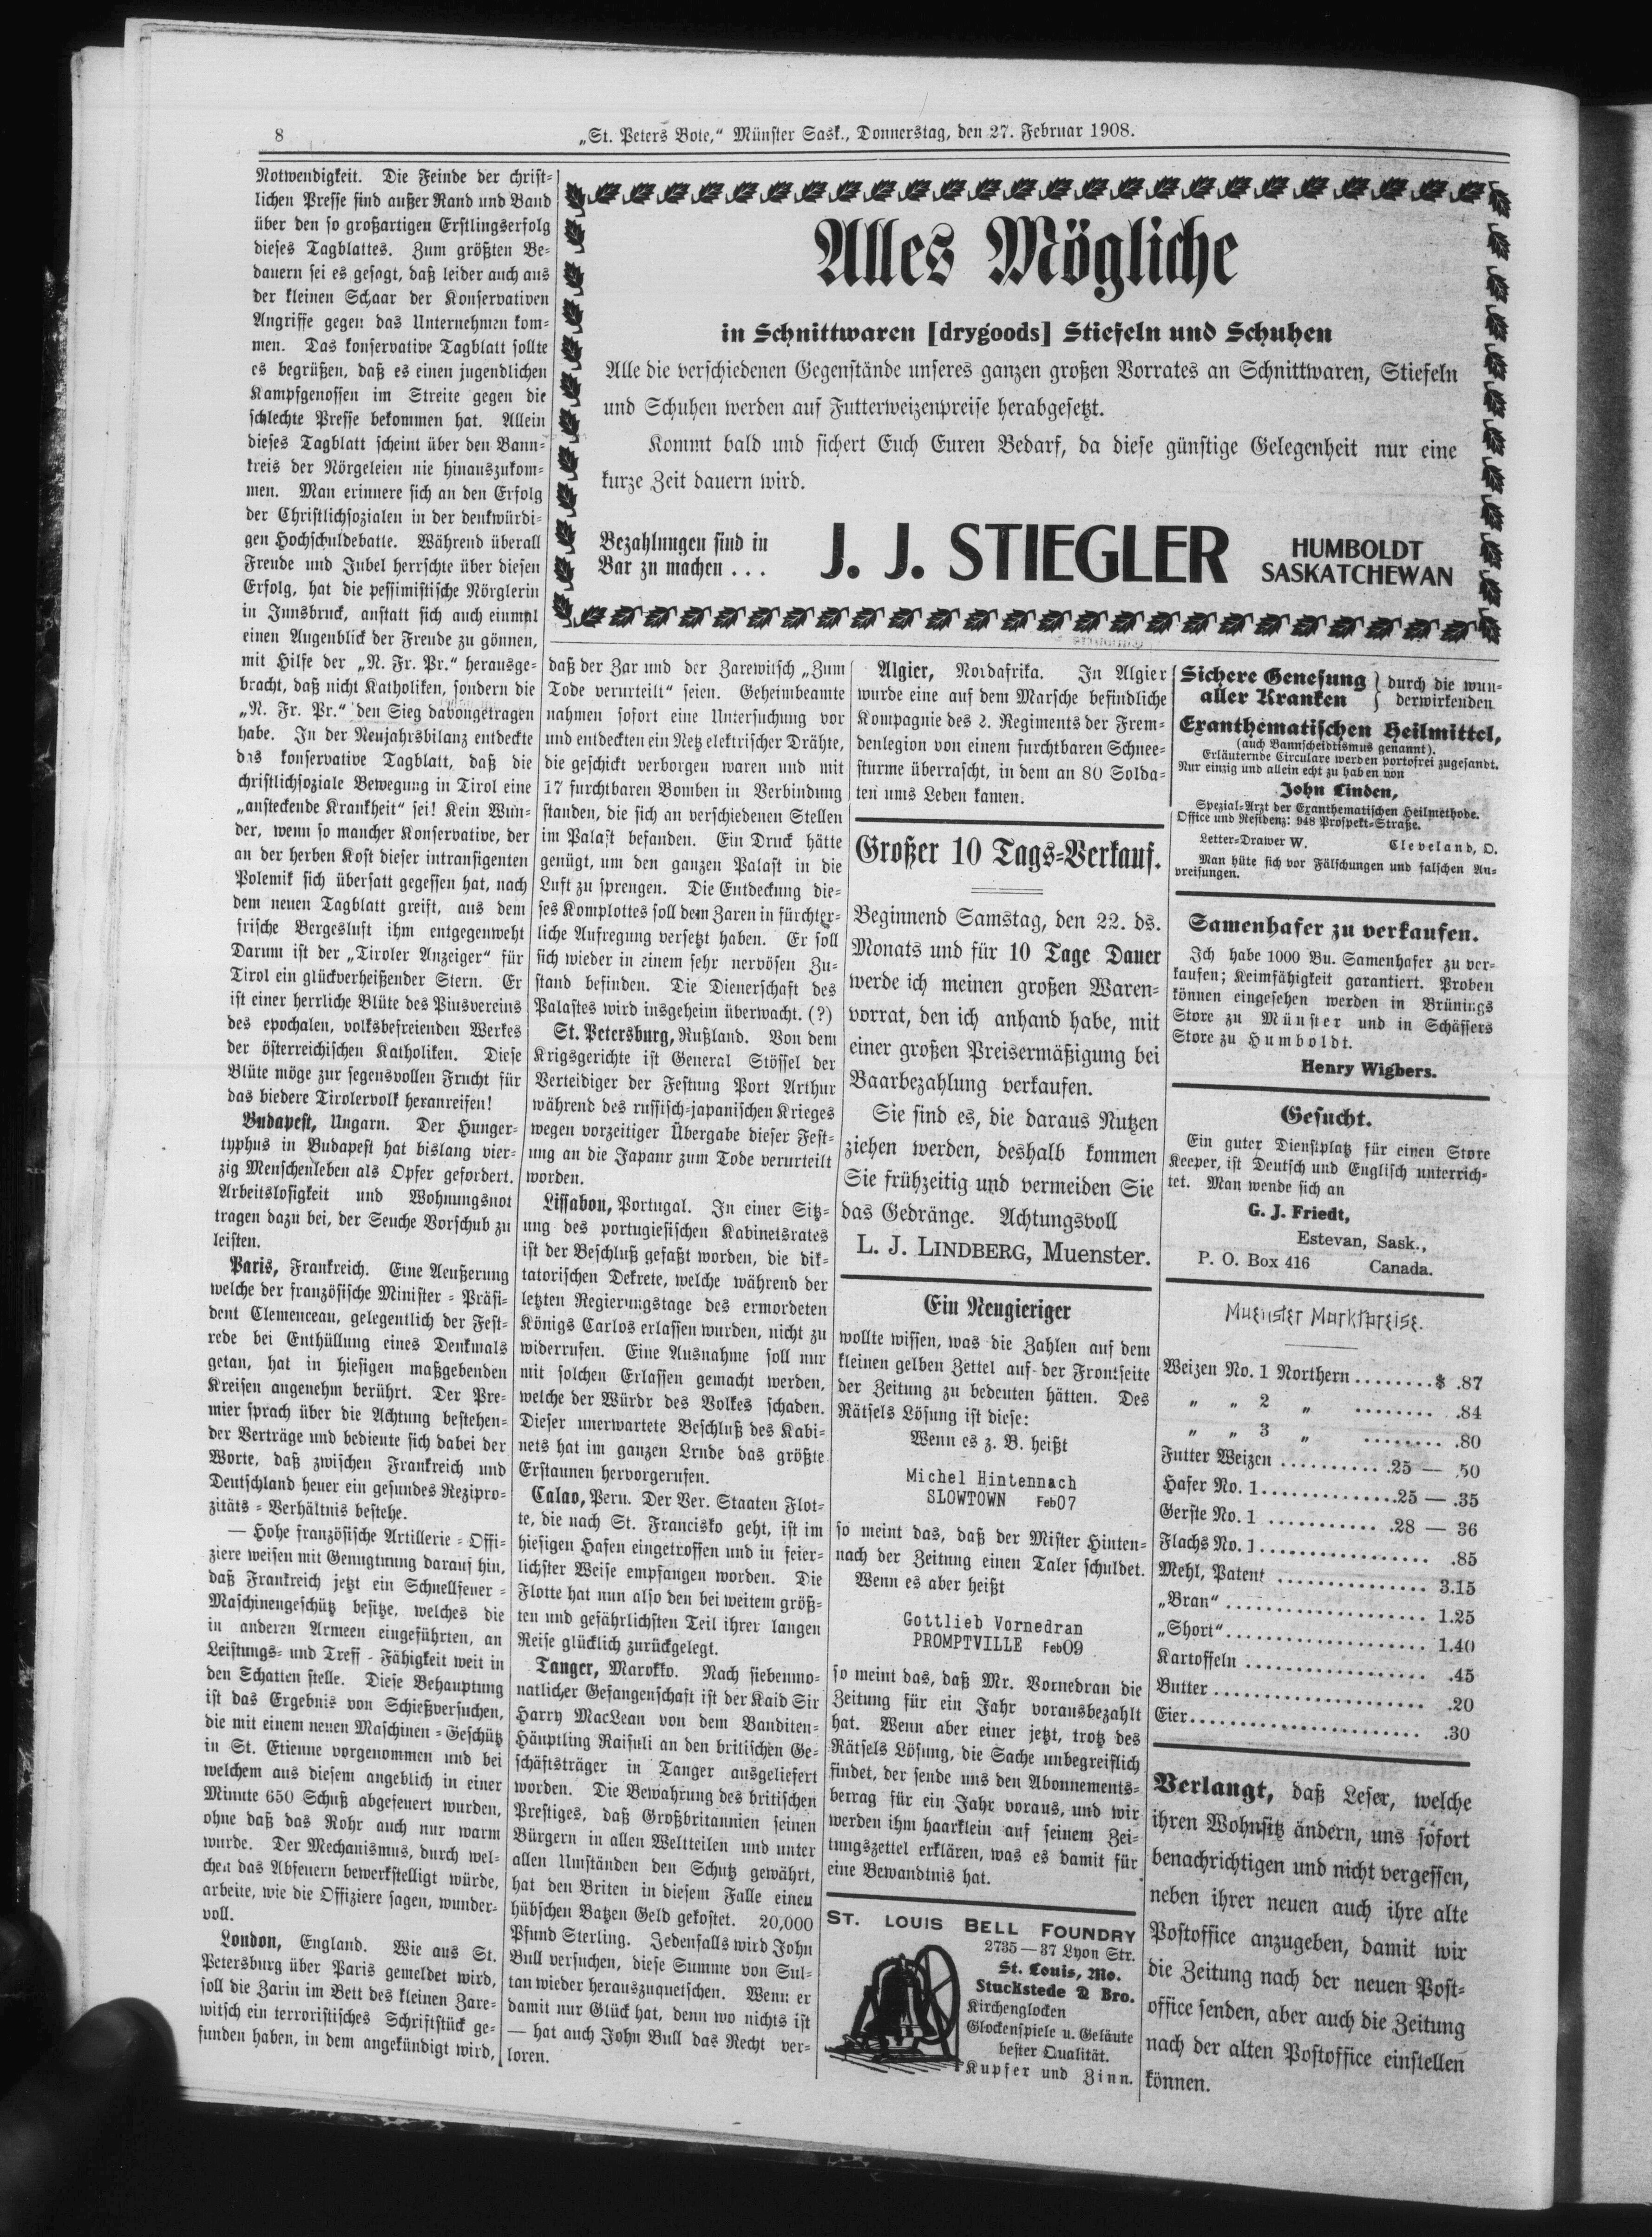 8
„St. Peters Bote,“ Münster Sask., Donnerstag, den 27. Februar 1908.
Notwendigkeit. Die Feinde der christ-
lichen Presse sind außer Rand und Band
über den so großartigen Erstlingserfolg
dieses Tagblattes. Zum größten Be-
dauern sei es gesagt, daß leider auch aus
der kleinen Schaar der Konservativen
Angriffe gegen das Unternehmen kom-
men. Das konservative Tagblatt sollte
es begrüßen, daß es einen jugendlichen
Kampfgenossen im Streite gegen die
schlechte Presse bekommen hat. Allein
dieses Tagblatt scheint über den Bann-
kreis der Nörgeleien nie hinauszukom-
men. Man erinnere sich an den Erfolg
der Christlichsozialen in der denkwürdi-
gen Hochschuldebatte. Während überall
Freude und Jubel herrschte über diesen
Erfolg, hat die pessimistische Nörglerin
in Innsbruck, anstatt sich auch einmal
einen Augenblick der Freude zu gönnen,
mit Hilfe der „N. Fr. Pr.“ herausge-
bracht, daß nicht Katholiken, sondern die
„N. Fr. Pr.“ den Sieg davongetragen
habe. In der Neujahrsbilanz entdeckte
das konservative Tagblatt, daß die
christlichsoziale Bewegung in Tirol eine
„ansteckende Krankheit“ sei! Kein Wun-
der, wenn so mancher Konservative, der
an der herben Kost dieser intransigenten
Polemik sich übersatt gegessen hat, nach
dem neuen Tagblatt greift, aus dem
frische Bergesluft ihm entgegenweht
Darum ist der „Tiroler Anzeiger“ für
Tirol ein glückverheißender Stern. Er
ist einer herrliche Blüte des Piusvereins
des epochalen, volksbefreienden Werkes
der österreichischen Katholiken. Diese
Blüte möge zur segensvollen Frucht für
das biedere Tirolervolk heranreifen!
Budapest, Ungarn. Der Hunger-
typhus in Budapest hat bislang vier-
zig Menschenleben als Opfer gefordert.
Arbeitslosigkeit und Wohnungsnot
tragen dazu bei, der Seuche Vorschub zu
leisten.
Paris, Frankreich. Eine Aeußerung
welche der französische Minister-Präsi-
dent Clemenceau, gelegentlich der Fest-
rede bei Enthüllung eines Denkmals
getan, hat in hiesigen maßgebenden
Kreisen angenehm berührt. Der Pre-
mier sprach über die Achtung bestehen-
der Verträge und bediente sich dabei der
Worte, daß zwischen Frankreich und
Deutschland heuer ein gesundes Rezipro-
zitäts-Verhältnis bestehe.
— Hohe französische Artillerie-Offi-
ziere weisen mit Genugtuung darauf hin,
daß Frankreich jetzt ein Schnellfeuer-
Maschinengeschütz besitze, welches die
in anderen Armeen eingeführten, an
Leistungs- und Treff-Fähigkeit weit in
den Schatten stelle. Diese Behauptung
ist das Ergebnis von Schießversuchen,
die mit einem neuen Maschinen-Geschütz
in St. Etienne vorgenommen und bei
welchem aus diesem angeblich in einer
Minute 650 Schuß abgefeuert wurden,
ohne daß das Rohr auch nur warm
wurde. Der Mechanismus, durch wel-
chen das Abfeuern bewerkstelligt würde,
arbeite, wie die Offiziere sagen, wunder-
voll.
London, England. Wie aus St.
Petersburg über Paris gemeldet wird,
soll die Zarin im Bett des kleinen Zare-
witsch ein terroristisches Schriftstück ge-
funden haben, in dem angekündigt wird,
Alles Mögliche
in Schnittwaren [drygoods] Stiefeln und Schuhen
Alle die verschiedenen Gegenstände unseres ganzen großen Vorrates an Schnittwaren, Stiefeln
und Schuhen werden auf Futterweizenpreise herabgesetzt.
Kommt bald und sichert Euch Euren Bedarf, da diese günstige Gelegenheit nur eine
kurze Zeit dauern wird.
Bezahlungen sind in
Bar zu machen . . .
J. J. STIEGLER
HUMBOLDT
SASKATCHEWAN
daß der Zar und der Zarewitsch „Zum
Tode verurteilt“ seien. Geheimbeamte
nahmen sofort eine Untersuchung vor
und entdeckten ein Netz elektrischer Drähte,
die geschickt verborgen waren und mit
17 furchtbaren Bomben in Verbindung
standen, die sich an verschiedenen Stellen
im Palast befanden. Ein Druck hätte
genügt, um den ganzen Palast in die
Luft zu sprengen. Die Entdeckung die-
ses Komplottes soll dem Zaren in fürchter-
liche Aufregung versetzt haben. Er soll
sich wieder in einem sehr nervösen Zu-
stand befinden. Die Dienerschaft des
Palastes wird insgeheim überwacht. (?)
St. Petersburg, Rußland. Von dem
Krigsgerichte ist General Stössel der
Verteidiger der Festung Port Arthur
während des russisch-japanischen Krieges
wegen vorzeitiger Übergabe dieser Fest-
ung an die Japanr zum Tode verurteilt
worden.
Lissabon, Portugal. In einer Sitz-
ung des portugiesischen Kabinetsrates
ist der Beschluß gefaßt worden, die dik-
tatorischen Dekrete, welche während der
letzten Regierungstage des ermordeten
Königs Carlos erlassen wurden, nicht zu
widerrufen. Eine Ausnahme soll nur
mit solchen Erlassen gemacht werden,
welche der Würdr des Volkes schaden.
Dieser unerwartete Beschluß des Kabi-
nets hat im ganzen Lrnde das größte
Erstaunen hervorgerufen.
Calao, Peru. Der Ver. Staaten Flot-
te, die nach St. Francisko geht, ist im
hiesigen Hafen eingetroffen und in feier-
lichster Weise empfangen worden. Die
Flotte hat nun also den bei weitem größ-
ten und gefährlichsten Teil ihrer langen
Reise glücklich zurückgelegt.
Tanger, Marokko. Nach siebenmo-
natlicher Gefangenschaft ist der Kaid Sir
Harry MacLean von dem Banditen-
Häuptling Raisuli an den britischen Ge-
schäftsträger in Tanger ausgeliefert
worden. Die Bewahrung des britischen
Prestiges, daß Großbritannien seinen
Bürgern in allen Weltteilen und unter
allen Umständen den Schutz gewährt,
hat den Briten in diesem Falle einen
hübschen Batzen Geld gekostet. 20,000
Pfund Sterling. Jedenfalls wird John
Bull versuchen, diese Summe von Sul-
tan wieder herauszuquetschen. Wenn er
damit nur Glück hat, denn wo nichts ist
— hat auch John Bull das Recht ver-
loren.
Algier, Nordafrika. In Algier
wurde eine auf dem Marsche befindliche
Kompagnie des 2. Regiments der Frem-
denlegion von einem furchtbaren Schnee-
sturme überrascht, in dem an 80 Solda-
ten ums Leben kamen.
Großer 10 Tags-Verkauf.
Beginnend Samstag, den 22. ds.
Monats und für 10 Tage Dauer
werde ich meinen großen Waren-
vorrat, den ich anhand habe, mit
einer großen Preisermäßigung bei
Baarbezahlung verkaufen.
Sie sind es, die daraus Nutzen
ziehen werden, deshalb kommen
Sie frühzeitig und vermeiden Sie
das Gedränge. Achtungsvoll
L. J. LINDBERG, Muenster.
Ein Neugieriger
wollte wissen, was die Zahlen auf dem
kleinen gelben Zettel auf der Frontseite
der Zeitung zu bedeuten hätten. Des
Rätsels Lösung ist diese:
Wenn es z. B. heißt
Michel Hintennach
SLOWTOWN Feb07
so meint das, daß der Mister Hinten-
nach der Zeitung einen Taler schuldet.
Wenn es aber heißt
Gottlieb Vornedran
PROMPTVILLE Feb09
so meint das, daß Mr. Vornedran die
Zeitung für ein Jahr vorausbezahlt
hat. Wenn aber einer jetzt, trotz des
Rätsels Lösung, die Sache unbegreiflich
findet, der sende uns den Abonnements-
betrag für ein Jahr voraus, und wir
werden ihm haarklein auf seinem Zei-
tungszettel erklären, was es damit für
eine Bewandtnis hat.
ST. LOUIS BELL FOUNDRY
2735—37 Lyon Str.
St. Louis, Mo.
Stuckstede & Bro.
Kirchenglocken
Glockenspiele u. Geläute
bester Qualität.
Kupfer und Zinn.
Sichere Genesung
aller Kranken
durch die wun-
derwirkenden
Exanthematischen Heilmittel,
(auch Baunscheidtismus genannt).
Erläuternde Circulare werden portofrei zugesandt.
Nur einzig und allein echt zu haben von
John Linden,
Spezial-Arzt der Exanthematischen Heilmethode.
Office und Residenz: 948 Prospekt-Straße.
Letter-Drawer W. Cleveland, O.
Man hüte sich vor Fälschungen und falschen An-
preisungen.
Samenhafer zu verkaufen.
Ich habe 1000 Bu. Samenhafer zu ver-
kaufen; Keimfähigkeit garantiert. Proben
können eingesehen werden in Brünings
Store zu Münster und in Schäffers
Store zu Humboldt.
Henry Wigbers.
Gesucht.
Ein guter Dienstplatz für einen Store
Keeper, ist Deutsch und Englisch unterrich-
tet. Man wende sich an
G. J. Friedt,
Estevan, Sask.,
P. O. Box 416 Canada.
Muenster Marktpreise.
Weizen No. 1 Northern ........$ .87
„ „ 2 „ ........ .84
„ „ 3 „ ........ .80
Futter Weizen ........... .25 — .50
Hafer No. 1..............25 — .35
Gerste No. 1 ........... .28 — 36
Flachs No. 1................. .85
Mehl, Patent ............... 3.15
„Bran“.................... 1.25
„Short“.................... 1.40
Kartoffeln .................. .45
Butter ..................... .20
Eier....................... .30
Verlangt, daß Leser, welche
ihren Wohnsitz ändern, uns sofort
benachrichtigen und nicht vergessen,
neben ihrer neuen auch ihre alte
Postoffice anzugeben, damit wir
die Zeitung nach der neuen Post-
office senden, aber auch die Zeitung
nach der alten Postoffice einstellen
können.